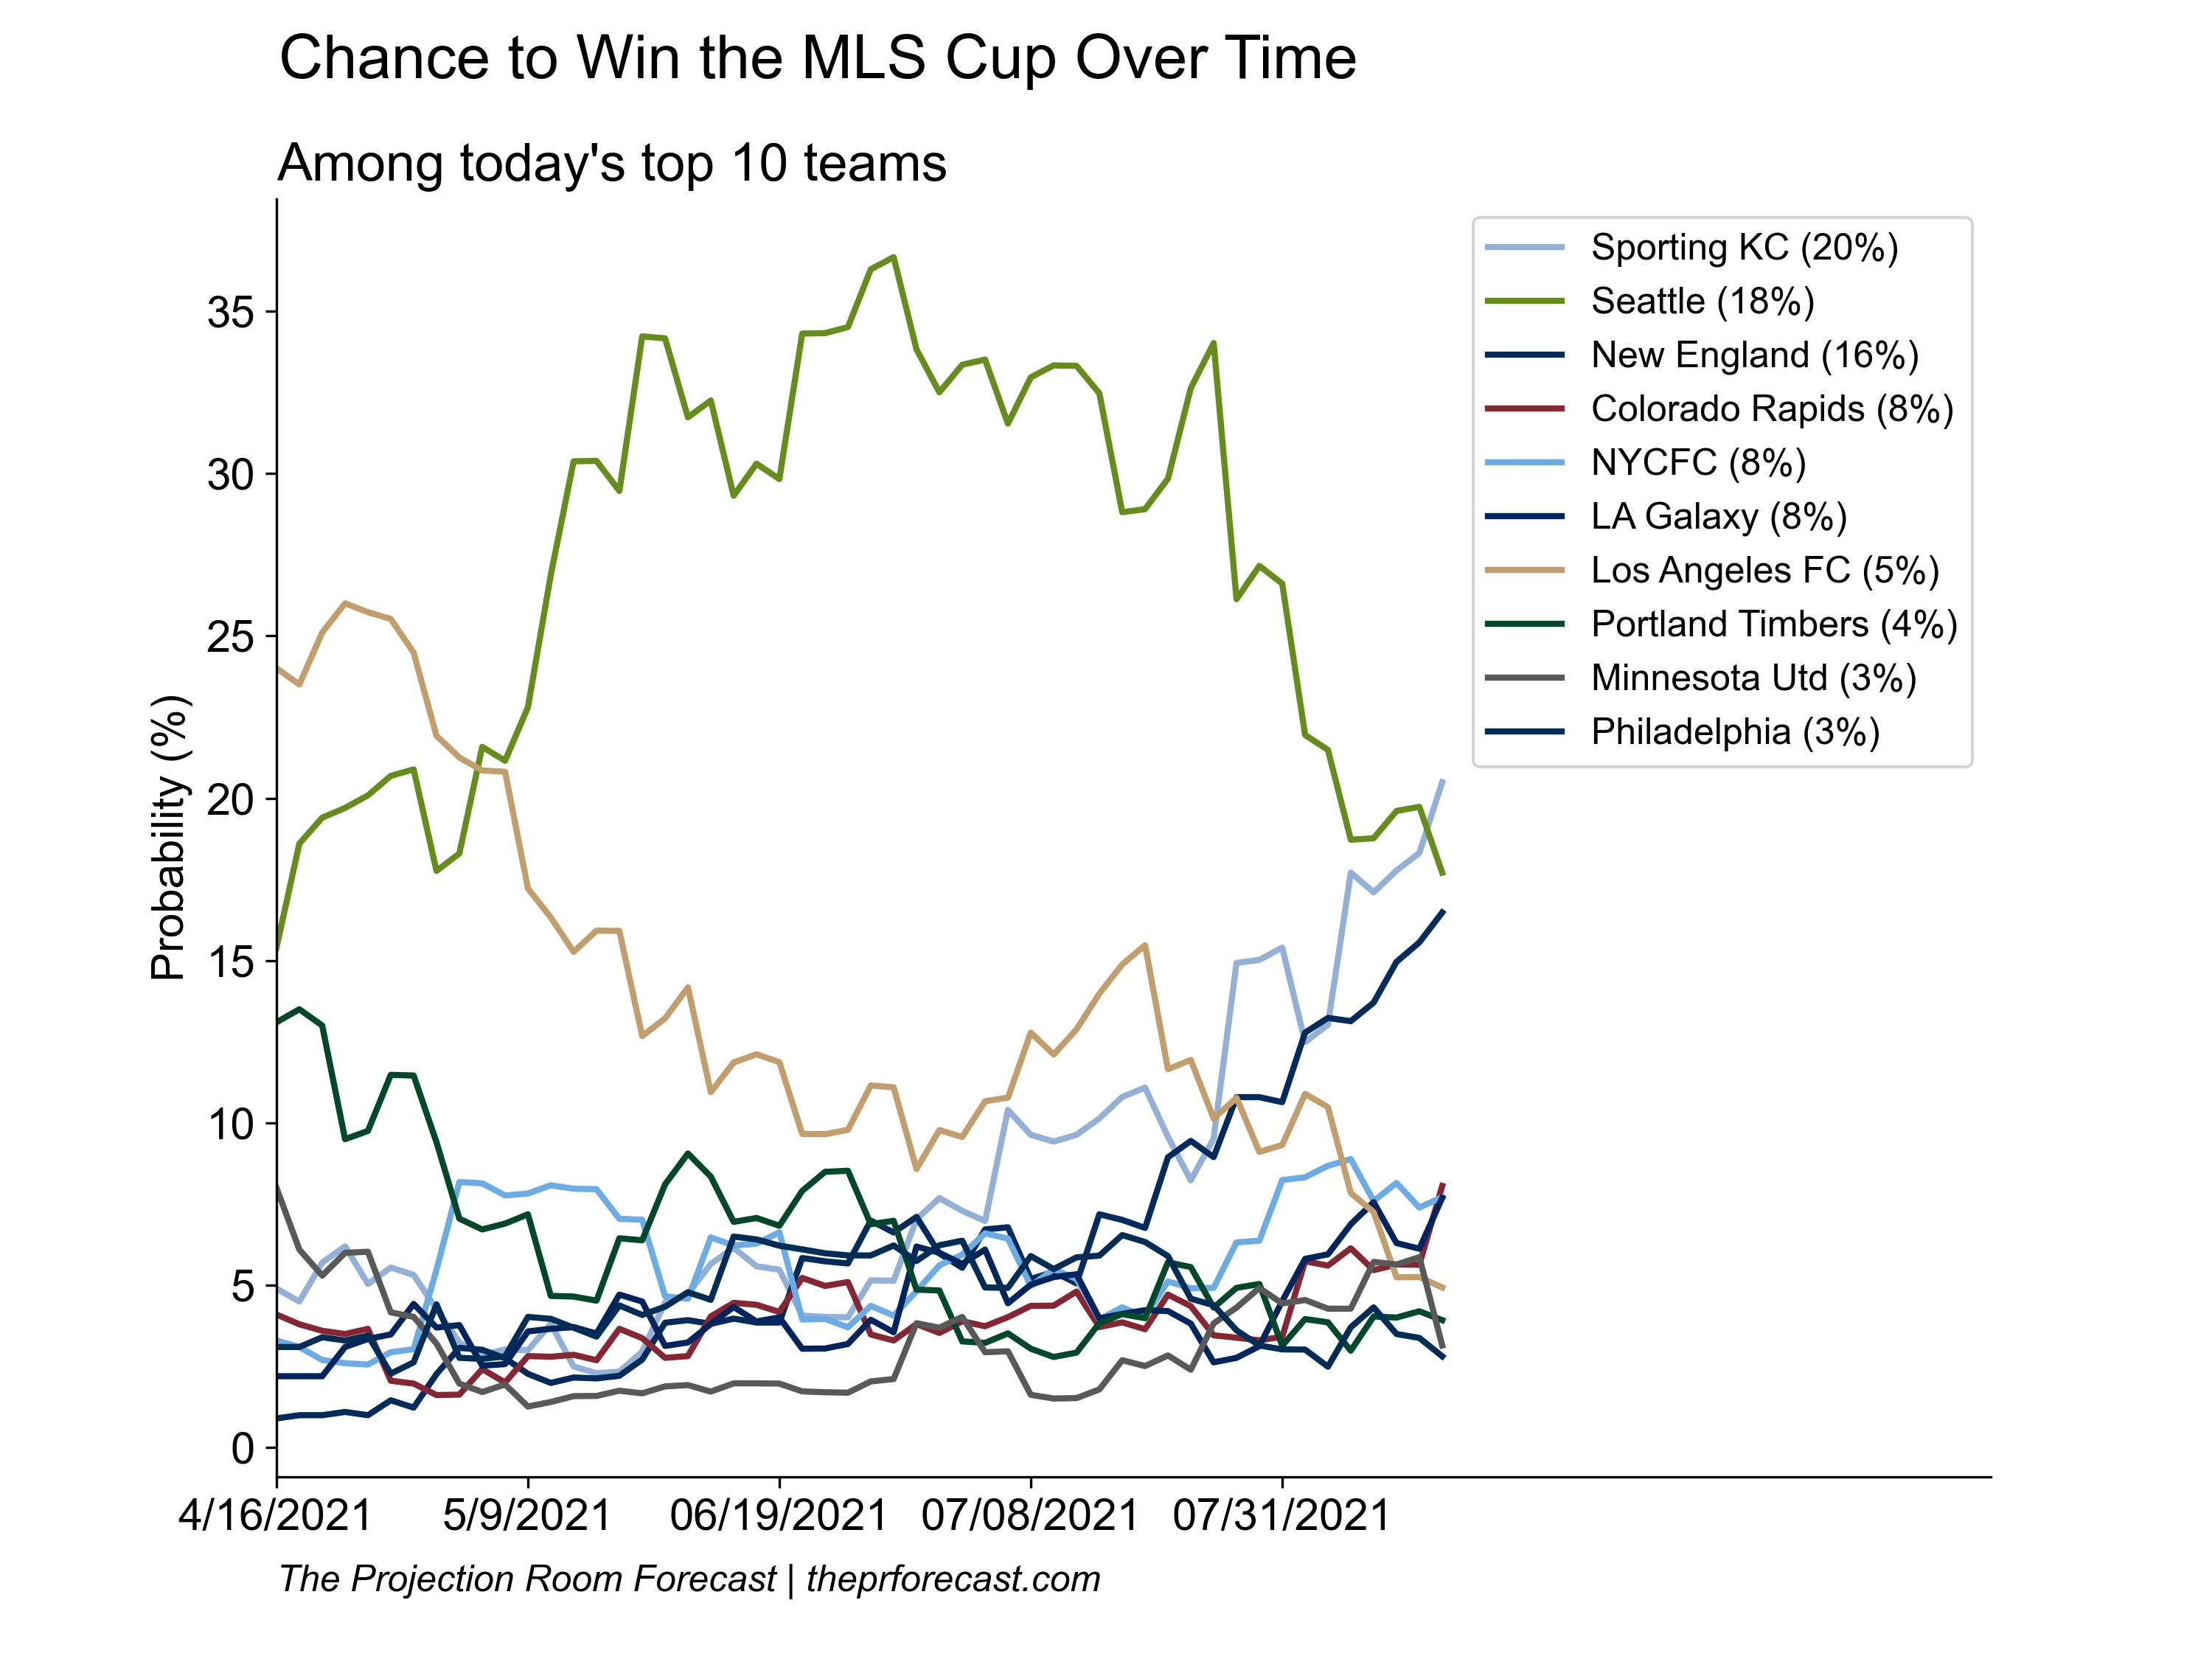 Chance to Win the MLS Cup Over Time
Among today's top 10 teams
Sporting KC (20%)
Seattle (18%)
New England (16%)
Colorado Rapids (8%)
NYCFC (8%)
LA Galaxy (8%)
Los Angeles FC (5%)
Portland Timbers (4%)
Minnesota Utd (3%)
Philadelphia (3%)
Probability (%)
35
30
25
20
15
10
5
0
4/16/2021 5/9/2021 06/19/2021 07/08/2021 07/31/2021
The Projection Room Forecast | theprforecast.com